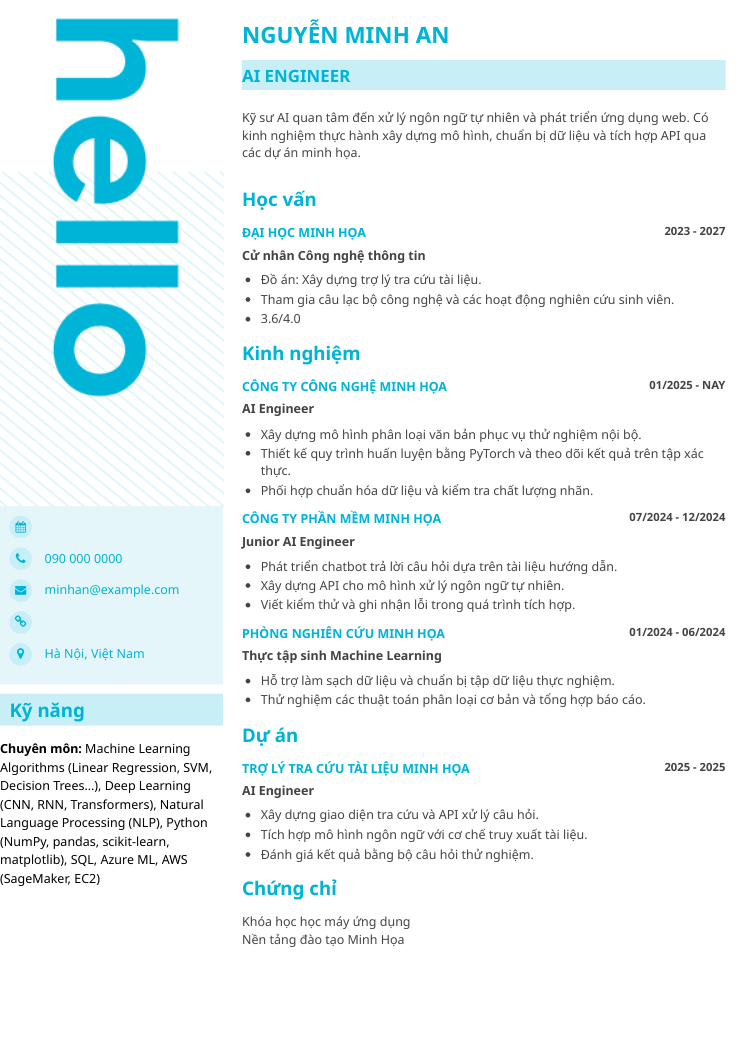 hello
090 000 0000
minhan@example.com
Hà Nội, Việt Nam
Kỹ năng
Chuyên môn: Machine Learning
Algorithms (Linear Regression, SVM,
Decision Trees...), Deep Learning
(CNN, RNN, Transformers), Natural
Language Processing (NLP), Python
(NumPy, pandas, scikit-learn,
matplotlib), SQL, Azure ML, AWS
(SageMaker, EC2)
NGUYỄN MINH AN
AI ENGINEER
Kỹ sư AI quan tâm đến xử lý ngôn ngữ tự nhiên và phát triển ứng dụng web. Có
kinh nghiệm thực hành xây dựng mô hình, chuẩn bị dữ liệu và tích hợp API qua
các dự án minh họa.
Học vấn
ĐẠI HỌC MINH HỌA 2023 - 2027
Cử nhân Công nghệ thông tin
• Đồ án: Xây dựng trợ lý tra cứu tài liệu.
• Tham gia câu lạc bộ công nghệ và các hoạt động nghiên cứu sinh viên.
• 3.6/4.0
Kinh nghiệm
CÔNG TY CÔNG NGHỆ MINH HỌA 01/2025 - NAY
AI Engineer
• Xây dựng mô hình phân loại văn bản phục vụ thử nghiệm nội bộ.
• Thiết kế quy trình huấn luyện bằng PyTorch và theo dõi kết quả trên tập xác
thực.
• Phối hợp chuẩn hóa dữ liệu và kiểm tra chất lượng nhãn.
CÔNG TY PHẦN MỀM MINH HỌA 07/2024 - 12/2024
Junior AI Engineer
• Phát triển chatbot trả lời câu hỏi dựa trên tài liệu hướng dẫn.
• Xây dựng API cho mô hình xử lý ngôn ngữ tự nhiên.
• Viết kiểm thử và ghi nhận lỗi trong quá trình tích hợp.
PHÒNG NGHIÊN CỨU MINH HỌA 01/2024 - 06/2024
Thực tập sinh Machine Learning
• Hỗ trợ làm sạch dữ liệu và chuẩn bị tập dữ liệu thực nghiệm.
• Thử nghiệm các thuật toán phân loại cơ bản và tổng hợp báo cáo.
Dự án
TRỢ LÝ TRA CỨU TÀI LIỆU MINH HỌA 2025 - 2025
AI Engineer
• Xây dựng giao diện tra cứu và API xử lý câu hỏi.
• Tích hợp mô hình ngôn ngữ với cơ chế truy xuất tài liệu.
• Đánh giá kết quả bằng bộ câu hỏi thử nghiệm.
Chứng chỉ
Khóa học học máy ứng dụng
Nền tảng đào tạo Minh Họa